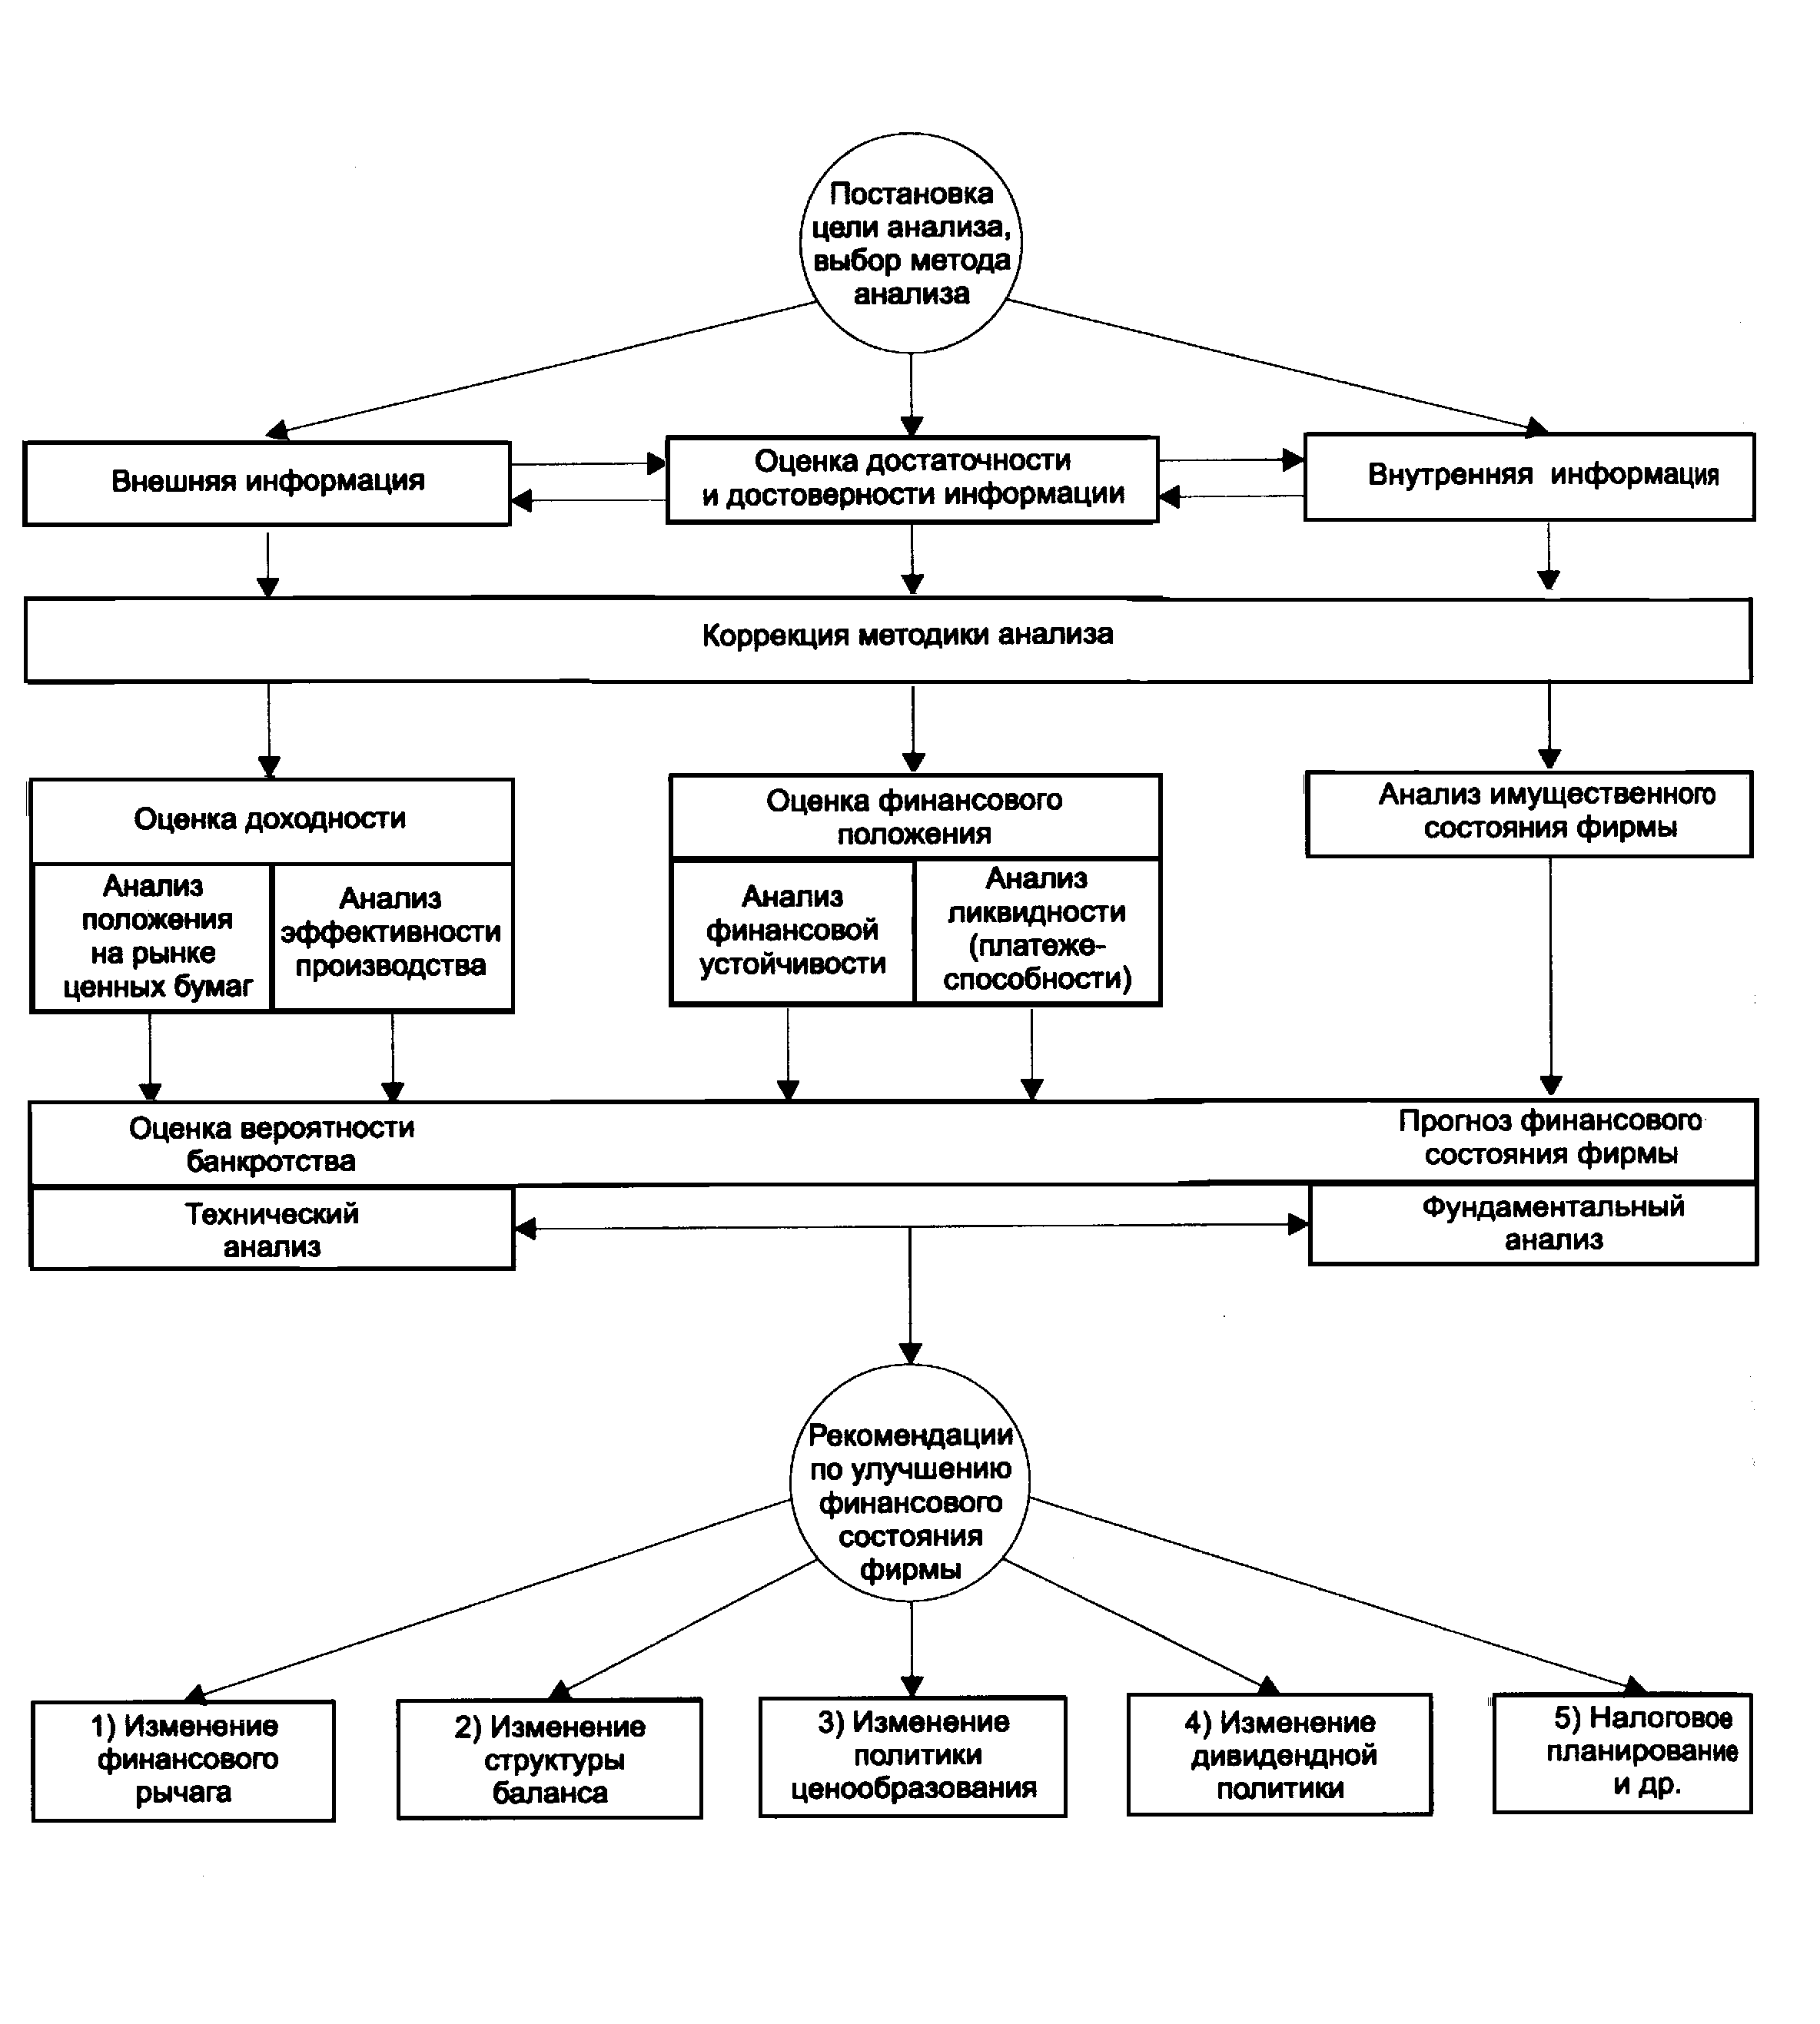 Постановка
цели анализа,
выбор метода
анализа
Внешняя информация
Оценка достаточности
и достоверности информации
Внутренняя информация
Коррекция методики анализа
Оценка доходности
Анализ
положения
на рынке
ценных бумаг
Анализ
эффективности
производства
Оценка финансового
положения
Анализ
финансовой
устойчивости
Анализ
ликвидности
(платеже-
способности)
Анализ имущественного
состояния фирмы
Оценка вероятности
банкротства
Прогноз финансового
состояния фирмы
Технический
анализ
Фундаментальный
анализ
Рекомендации
по улучшению
финансового
состояния
фирмы
1) Изменение
финансового
рычага
2) Изменение
структуры
баланса
3) Изменение
политики
ценообразования
4) Изменение
дивидендной
политики
5) Налоговое
планирование
и др.